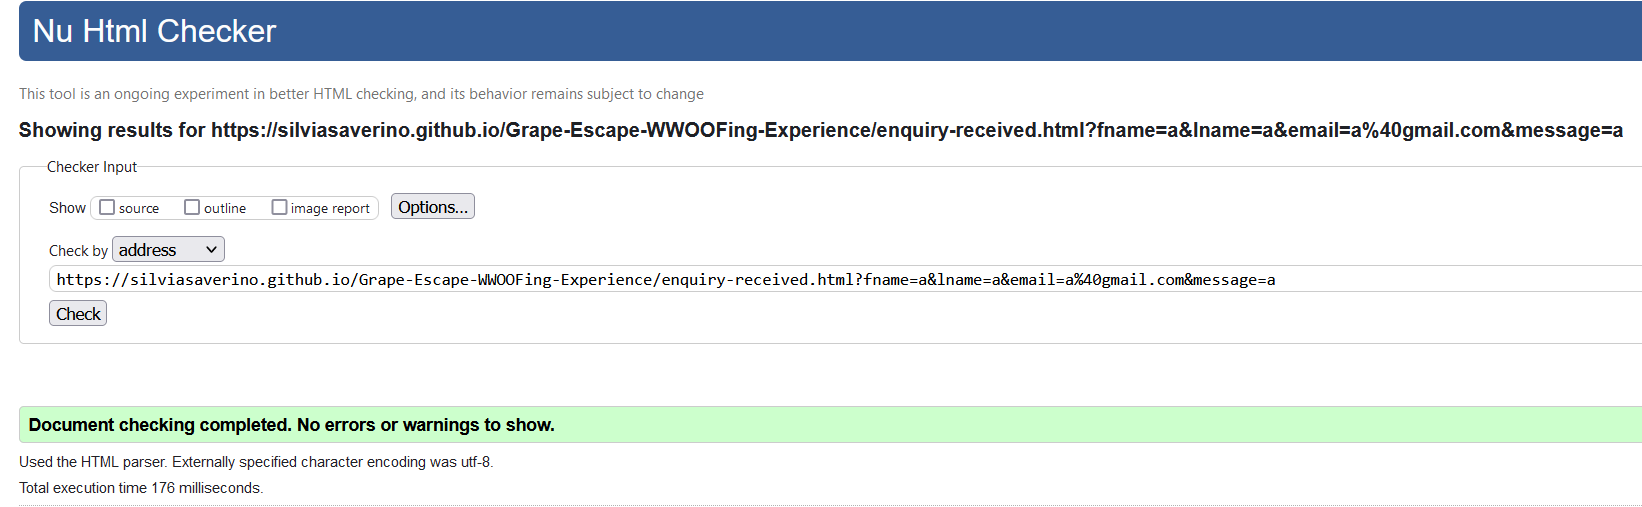 Nu Html Checker
This tool is an ongoing experiment in better HTML checking, and its behavior remains subject to change
Showing results for https://silviasaverino.github.io/Grape-Escape-WWOOFing-Experience/enquiry-received.html?fname=a&lname=a&email=a%40gmail.com&message=a
Checker Input
Show source outline image report Options...
Check by address
https://silviasaverino.github.io/Grape-Escape-WWOOFing-Experience/enquiry-received.html?fname=a&lname=a&email=a%40gmail.com&message=a
Check
Document checking completed. No errors or warnings to show.
Used the HTML parser. Externally specified character encoding was utf-8.
Total execution time 176 milliseconds.